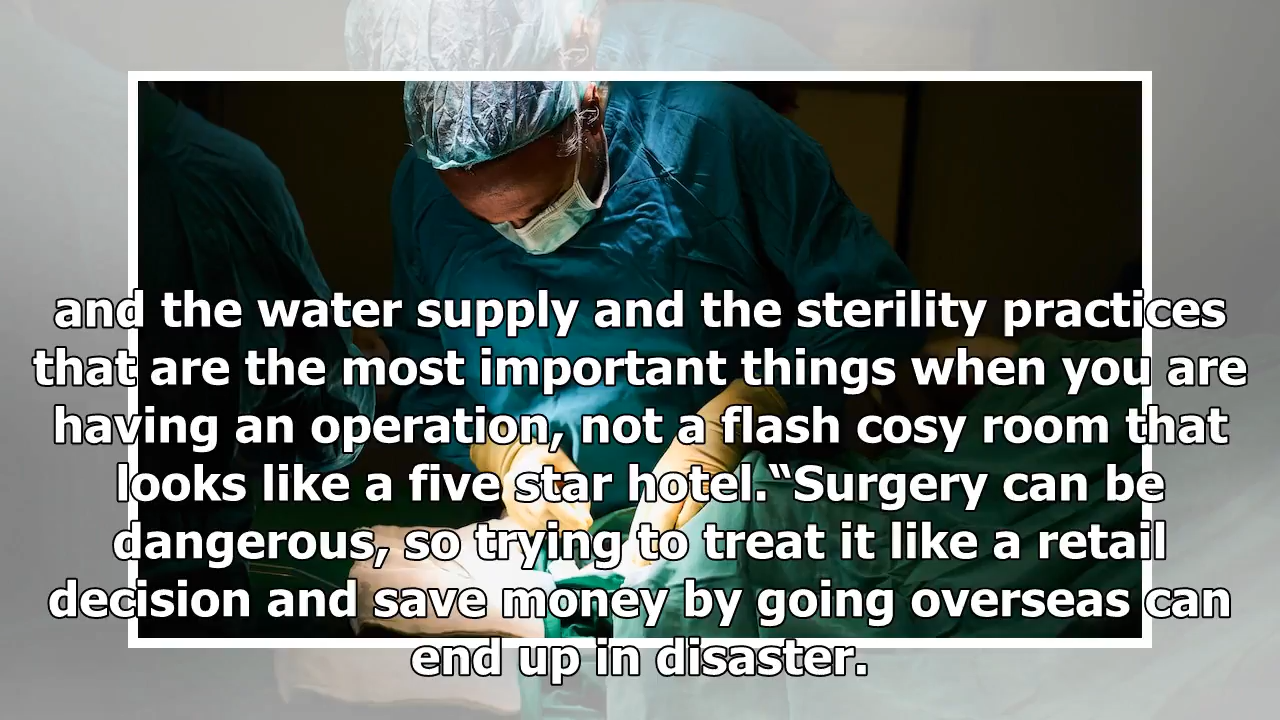 and the water supply and the sterility practices
that are the most important things when you are
having an operation, not a flash cosy room that
looks like a five star hotel.“Surgery can be
dangerous, so trying to treat it like a retail
decision and save money by going overseas can
end up in disaster.